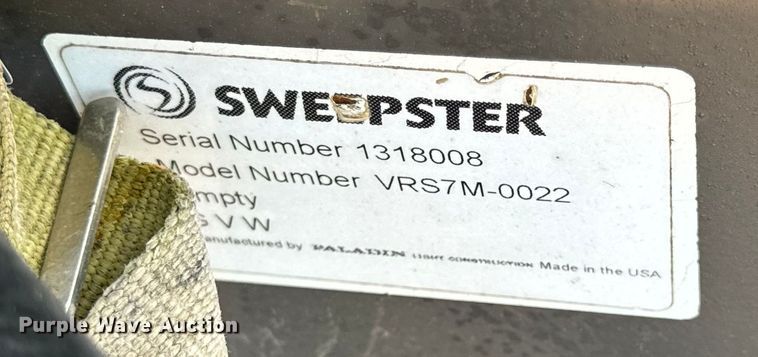 SWEEPSTER
Serial Number 1318008
Model Number VRS7M-0022
mpty
G V W
anufactured by PALADIN LIGHT CONSTRUCTION Made in the USA
Purple Wave Auction